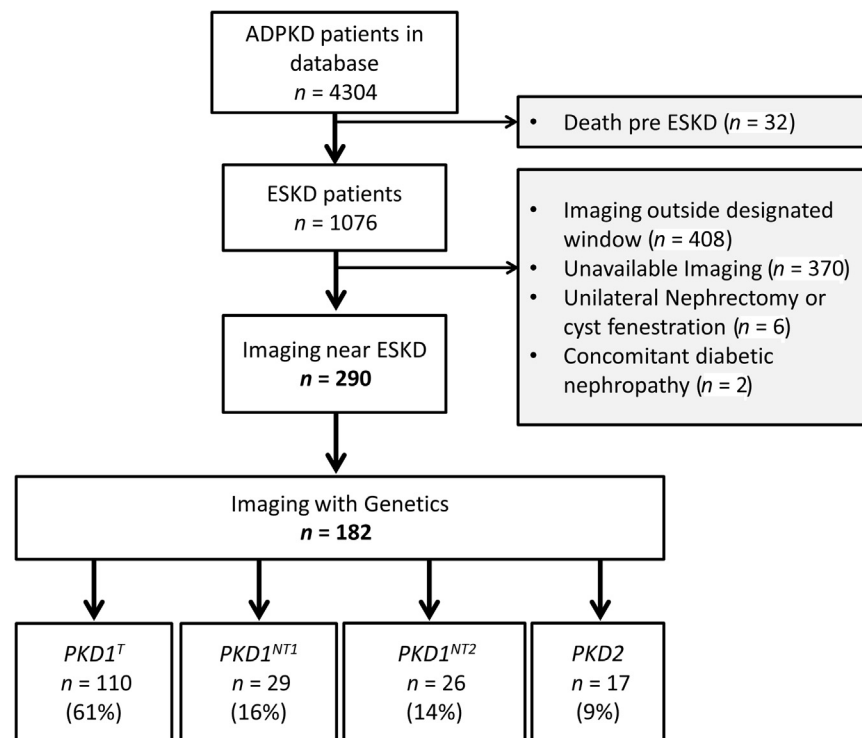 ADPKD patients in
database
n = 4304
• Death pre ESKD (n = 32)
ESKD patients
n = 1076
• Imaging outside designated
window (n = 408)
• Unavailable Imaging (n = 370)
• Unilateral Nephrectomy or
cyst fenestration (n = 6)
• Concomitant diabetic
nephropathy (n = 2)
Imaging near ESKD
n = 290
Imaging with Genetics
n = 182
PKD1ᵀ
n = 110
(61%)
PKD1ᴺᵀ¹
n = 29
(16%)
PKD1ᴺᵀ²
n = 26
(14%)
PKD2
n = 17
(9%)